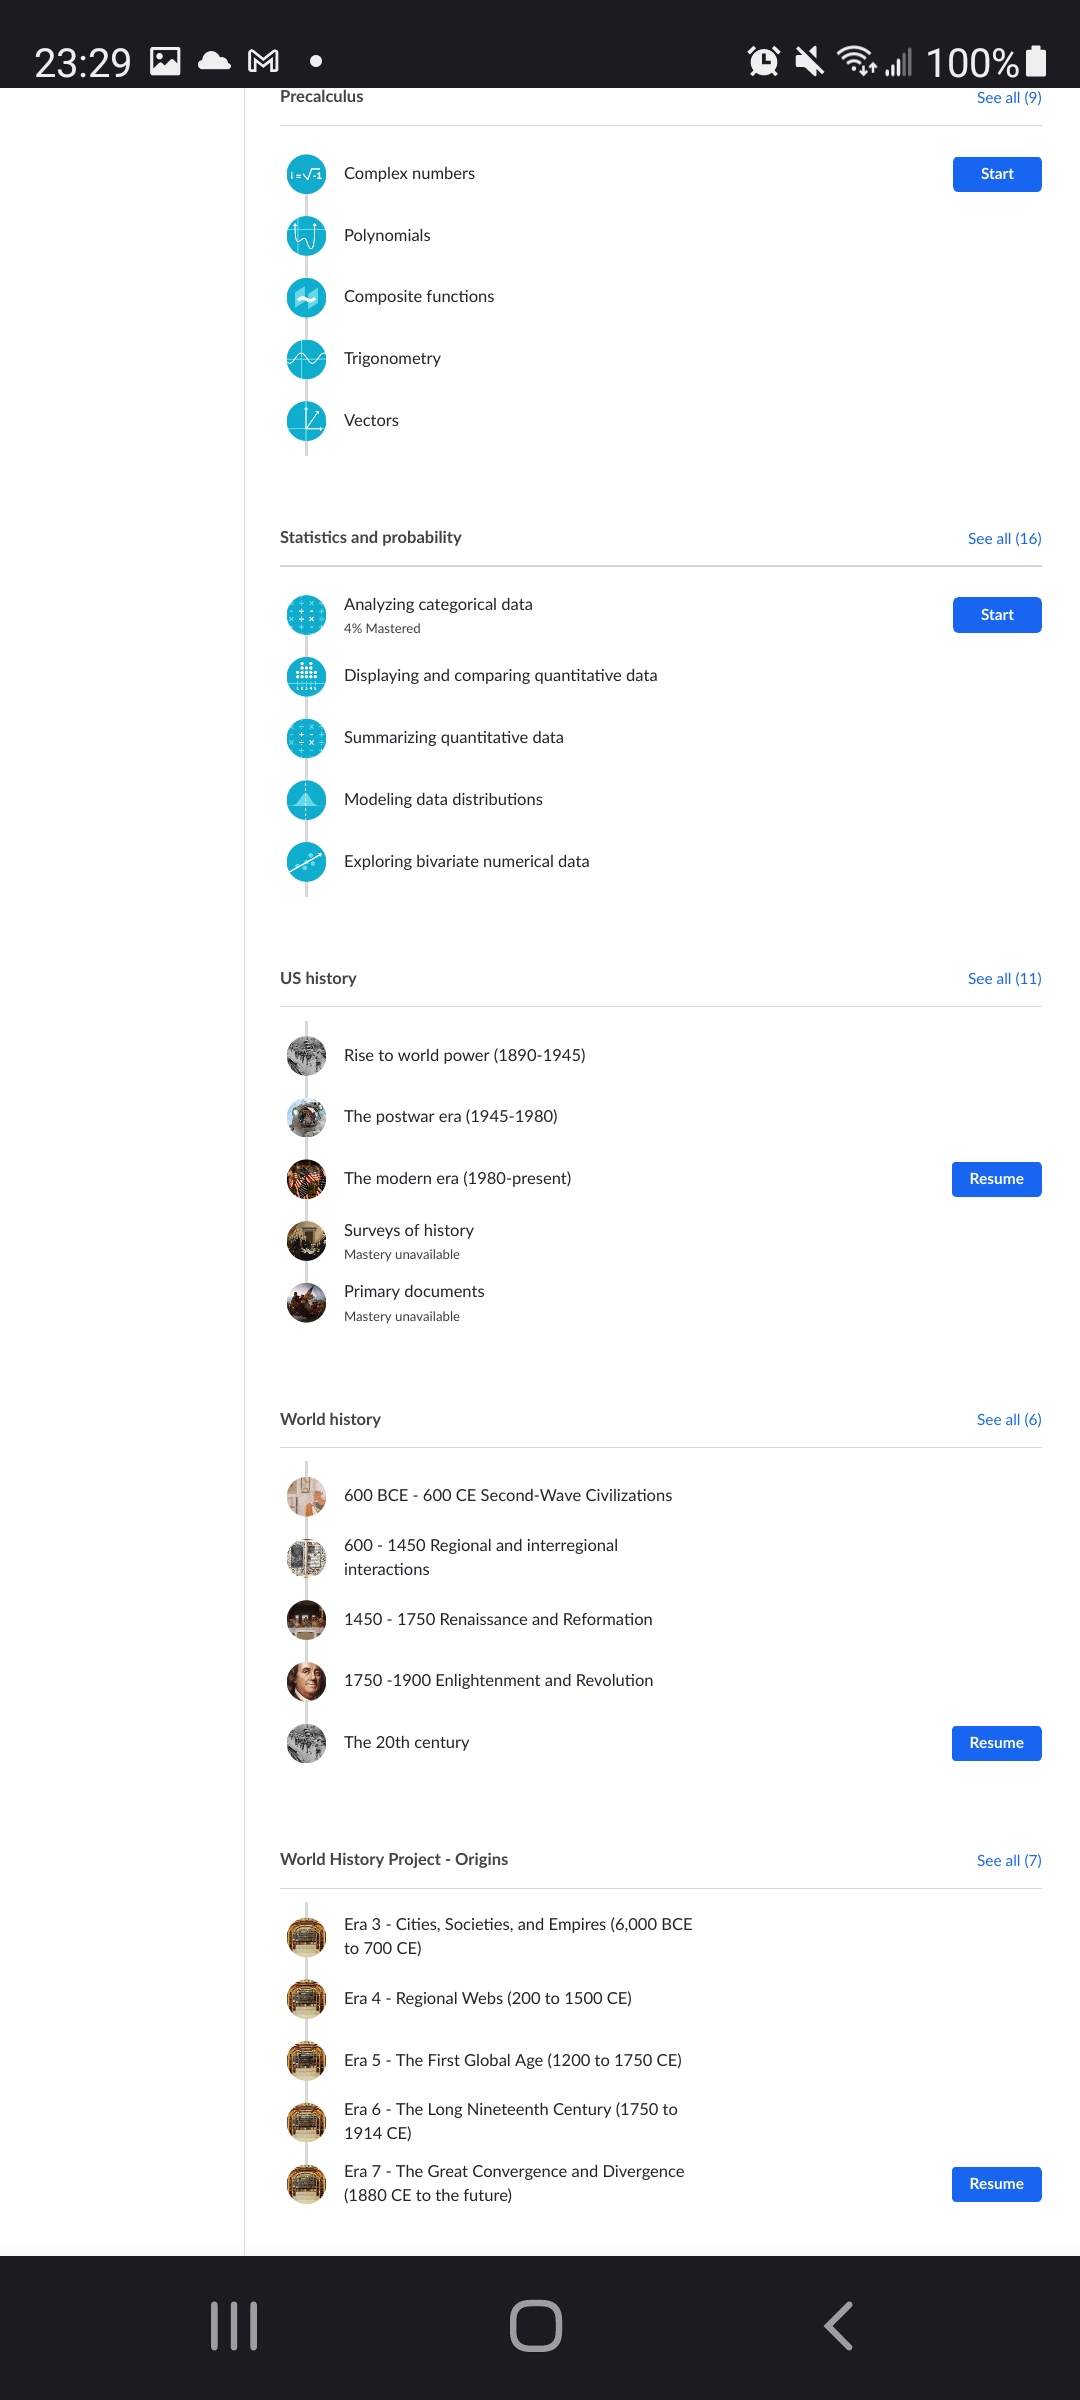 23:29
100%
Precalculus
See all (9)
i = √-1
Complex numbers
Start
Polynomials
Composite functions
Trigonometry
Vectors
Statistics and probability
See all (16)
Analyzing categorical data
4% Mastered
Start
Displaying and comparing quantitative data
Summarizing quantitative data
Modeling data distributions
Exploring bivariate numerical data
US history
See all (11)
Rise to world power (1890-1945)
The postwar era (1945-1980)
The modern era (1980-present)
Resume
Surveys of history
Mastery unavailable
Primary documents
Mastery unavailable
World history
See all (6)
600 BCE - 600 CE Second-Wave Civilizations
600 - 1450 Regional and interregional
interactions
1450 - 1750 Renaissance and Reformation
1750 -1900 Enlightenment and Revolution
The 20th century
Resume
World History Project - Origins
See all (7)
Era 3 - Cities, Societies, and Empires (6,000 BCE
to 700 CE)
Era 4 - Regional Webs (200 to 1500 CE)
Era 5 - The First Global Age (1200 to 1750 CE)
Era 6 - The Long Nineteenth Century (1750 to
1914 CE)
Era 7 - The Great Convergence and Divergence
(1880 CE to the future)
Resume